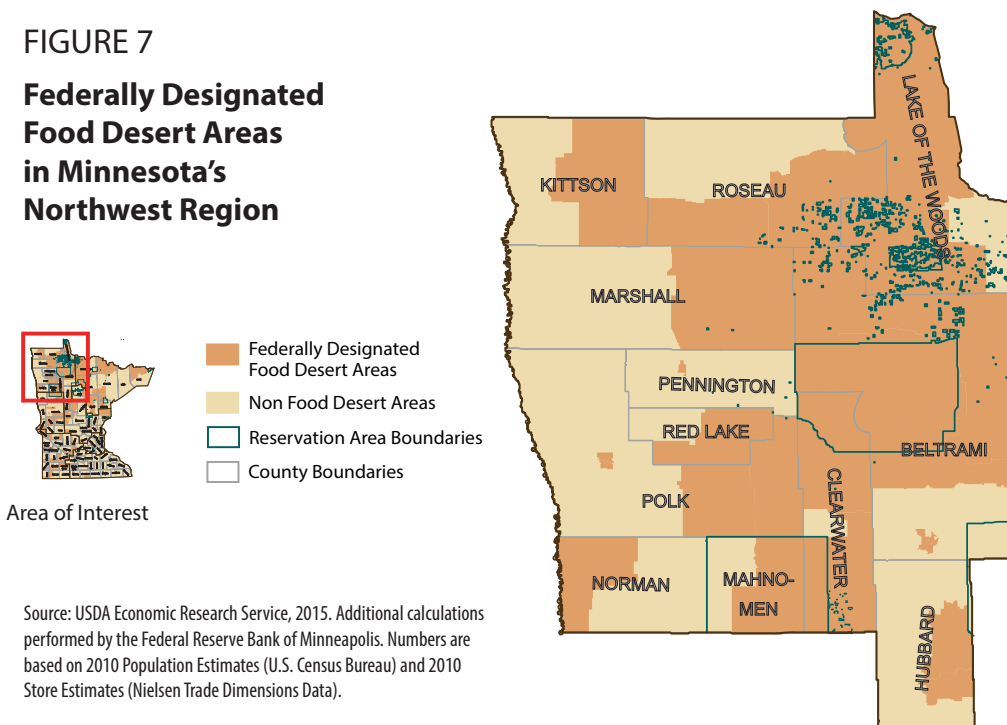 FIGURE 7
Federally Designated
Food Desert Areas
in Minnesota’s
Northwest Region
Federally Designated
Food Desert Areas
Non Food Desert Areas
Reservation Area Boundaries
County Boundaries
Area of Interest
Source: USDA Economic Research Service, 2015. Additional calculations
performed by the Federal Reserve Bank of Minneapolis. Numbers are
based on 2010 Population Estimates (U.S. Census Bureau) and 2010
Store Estimates (Nielsen Trade Dimensions Data).
LAKE OF THE WOODS
KITTSON
ROSEAU
MARSHALL
PENNINGTON
RED LAKE
BELTRAMI
POLK
CLEARWATER
NORMAN
MAHNO-
MEN
HUBBARD